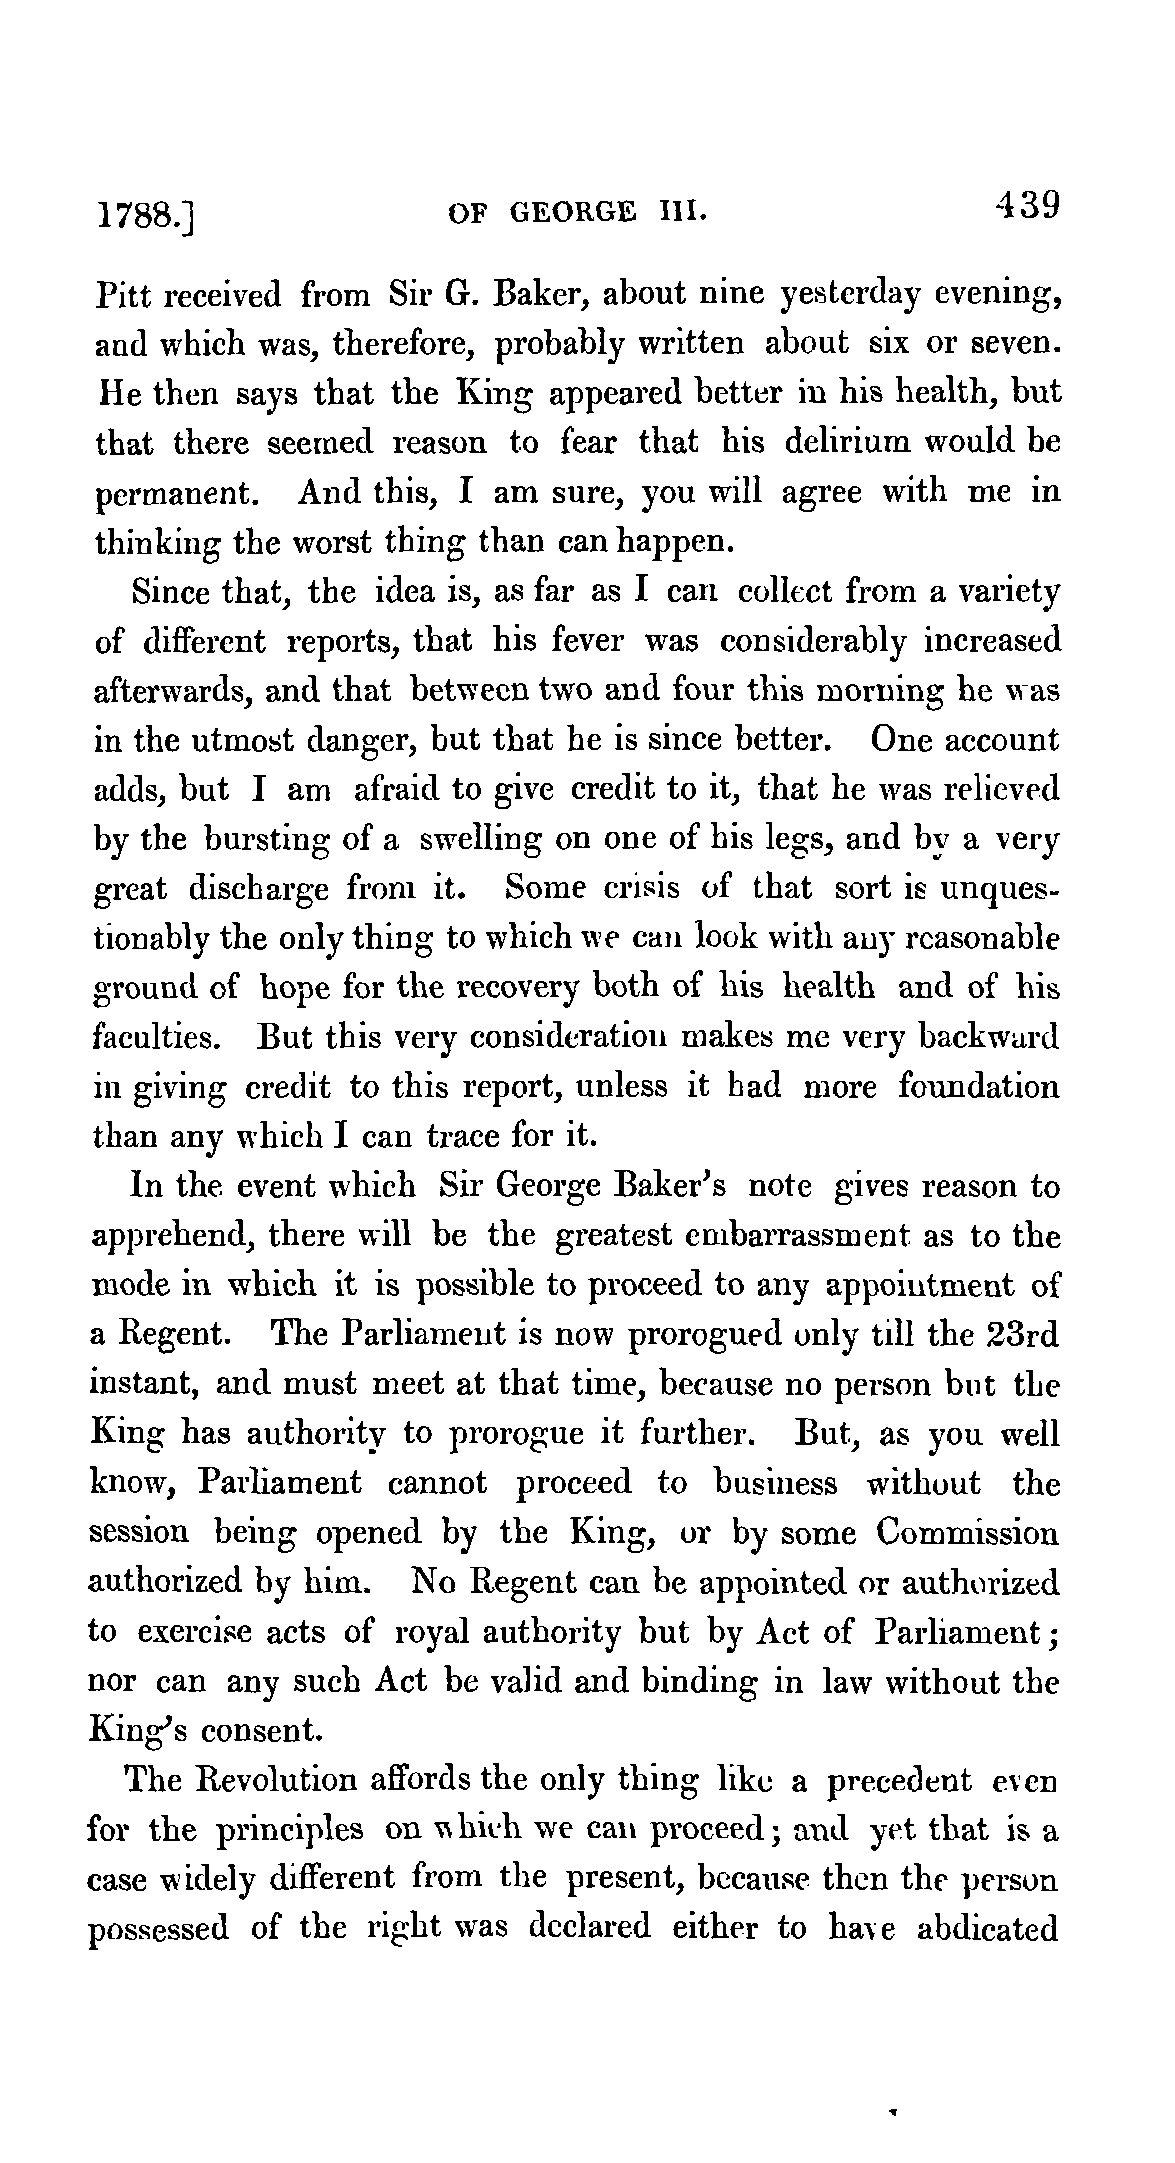 1788.] OF GEORGE III. 439
Pitt received from Sir G. Baker, about nine yesterday evening,
and which was, therefore, probably written about six or seven.
He then says that the King appeared better in his health, but
that there seemed reason to fear that his delirium would be
permanent. And this, I am sure, you will agree with me in
thinking the worst thing than can happen.
Since that, the idea is, as far as I can collect from a variety
of different reports, that his fever was considerably increased
afterwards, and that between two and four this morning he was
in the utmost danger, but that he is since better. One account
adds, but I am afraid to give credit to it, that he was relieved
by the bursting of a swelling on one of his legs, and by a very
great discharge from it. Some crisis of that sort is unques-
tionably the only thing to which we can look with any reasonable
ground of hope for the recovery both of his health and of his
faculties. But this very consideration makes me very backward
in giving credit to this report, unless it had more foundation
than any which I can trace for it.
In the event which Sir George Baker's note gives reason to
apprehend, there will be the greatest embarrassment as to the
mode in which it is possible to proceed to any appointment of
a Regent. The Parliament is now prorogued only till the 23rd
instant, and must meet at that time, because no person but the
King has authority to prorogue it further. But, as you well
know, Parliament cannot proceed to business without the
session being opened by the King, or by some Commission
authorized by him. No Regent can be appointed or authorized
to exercise acts of royal authority but by Act of Parliament;
nor can any such Act be valid and binding in law without the
King's consent.
The Revolution affords the only thing like a precedent even
for the principles on which we can proceed; and yet that is a
case widely different from the present, because then the person
possessed of the right was declared either to have abdicated